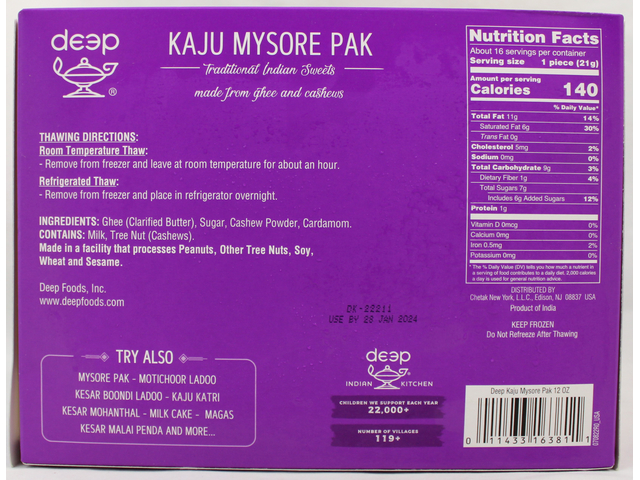 deep
®
KAJU MYSORE PAK
Traditional Indian Sweets
made from ghee and cashews
THAWING DIRECTIONS:
Room Temperature Thaw:
- Remove from freezer and leave at room temperature for about an hour.
Refrigerated Thaw:
- Remove from freezer and place in refrigerator overnight.
INGREDIENTS: Ghee (Clarified Butter), Sugar, Cashew Powder, Cardamom.
CONTAINS: Milk, Tree Nut (Cashews).
Made in a facility that processes Peanuts, Other Tree Nuts, Soy,
Wheat and Sesame.
Deep Foods, Inc.
www.deepfoods.com
DK-22211
USE BY 28 JAN 2024
TRY ALSO
MYSORE PAK - MOTICHOOR LADOO
KESAR BOONDI LADOO - KAJU KATRI
KESAR MOHANTHAL - MILK CAKE - MAGAS
KESAR MALAI PENDA AND MORE...
deep
INDIAN KITCHEN
CHILDREN WE SUPPORT EACH YEAR
22,000+
NUMBER OF VILLAGES
119+
Nutrition Facts
About 16 servings per container
Serving size 1 piece (21g)
Amount per serving
Calories 140
% Daily Value*
Total Fat 11g 14%
Saturated Fat 6g 30%
Trans Fat 0g
Cholesterol 5mg 2%
Sodium 0mg 0%
Total Carbohydrate 9g 3%
Dietary Fiber 1g 4%
Total Sugars 7g
Includes 6g Added Sugars 12%
Protein 1g
Vitamin D 0mcg 0%
Calcium 0mg 0%
Iron 0.5mg 2%
Potassium 0mg 0%
* The % Daily Value (DV) tells you how much a nutrient in
a serving of food contributes to a daily diet. 2,000 calories
a day is used for general nutrition advice.
DISTRIBUTED BY
Chetak New York, L.L.C., Edison, NJ 08837 USA
Product of India
KEEP FROZEN
Do Not Refreeze After Thawing
Deep Kaju Mysore Pak 12 OZ
0 11433 16381 1